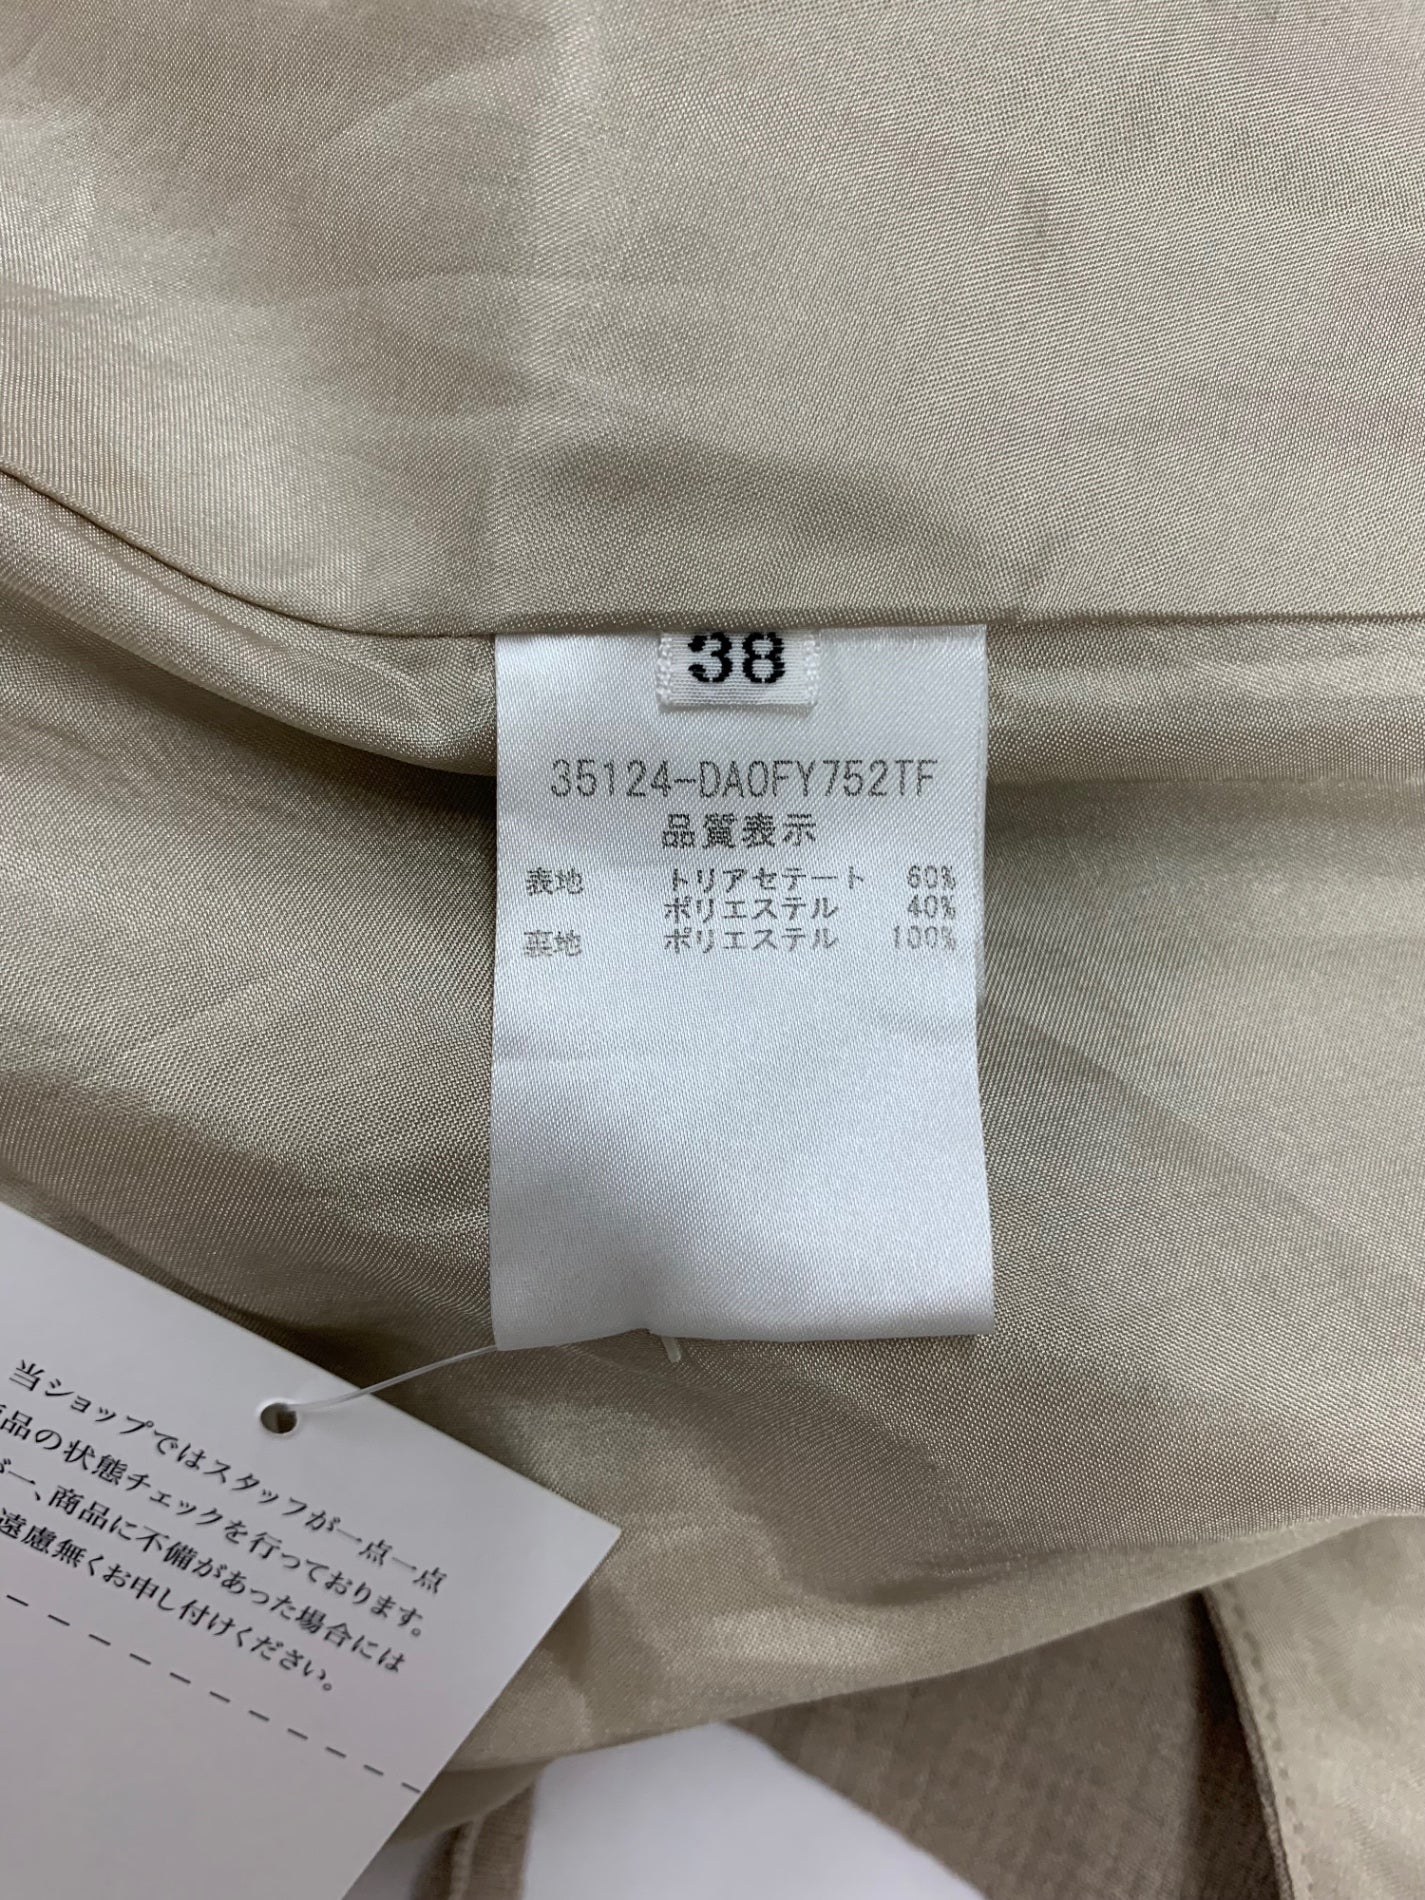 38
35124-DA0FY752TF
品質表示
表地 トリアセテート 60%
ポリエステル 40%
裏地 ポリエステル 100%
当ショップではスタッフが一点一点
商品の状態チェックを行っております。
が一、商品に不備があった場合には
遠慮無くお申し付けください。